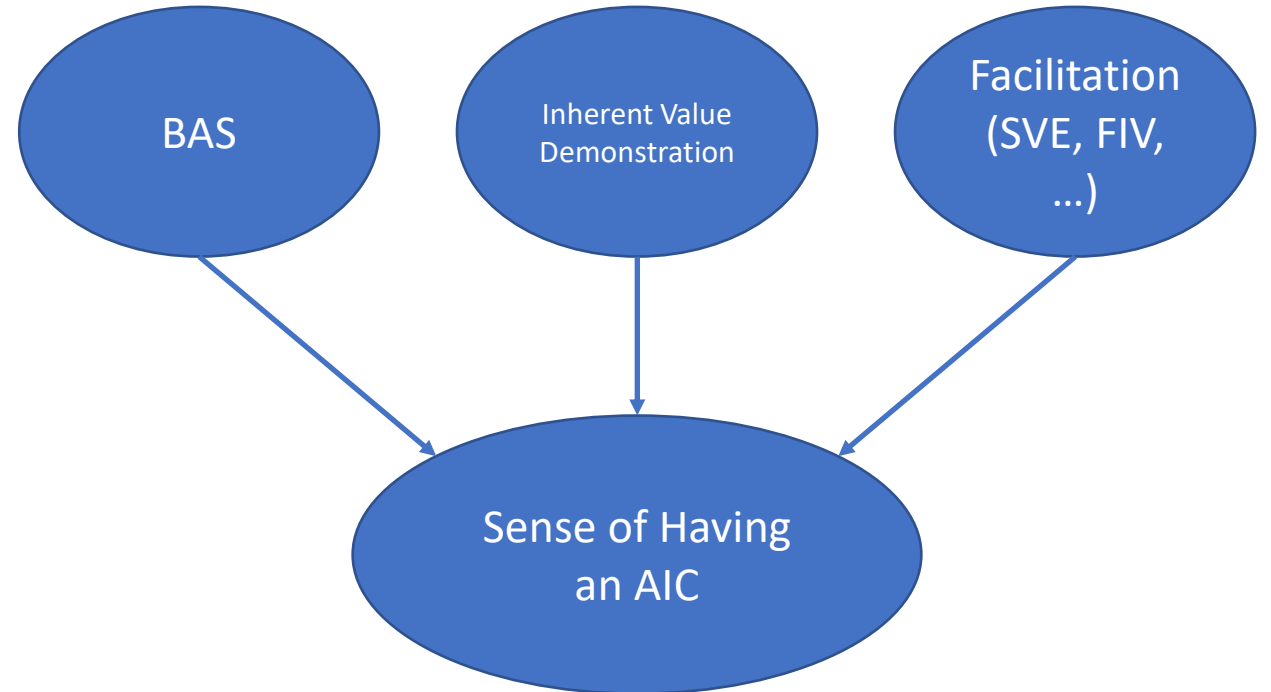 BAS
Inherent Value
Demonstration
Facilitation
(SVE, FIV,
...)
Sense of Having
an AIC